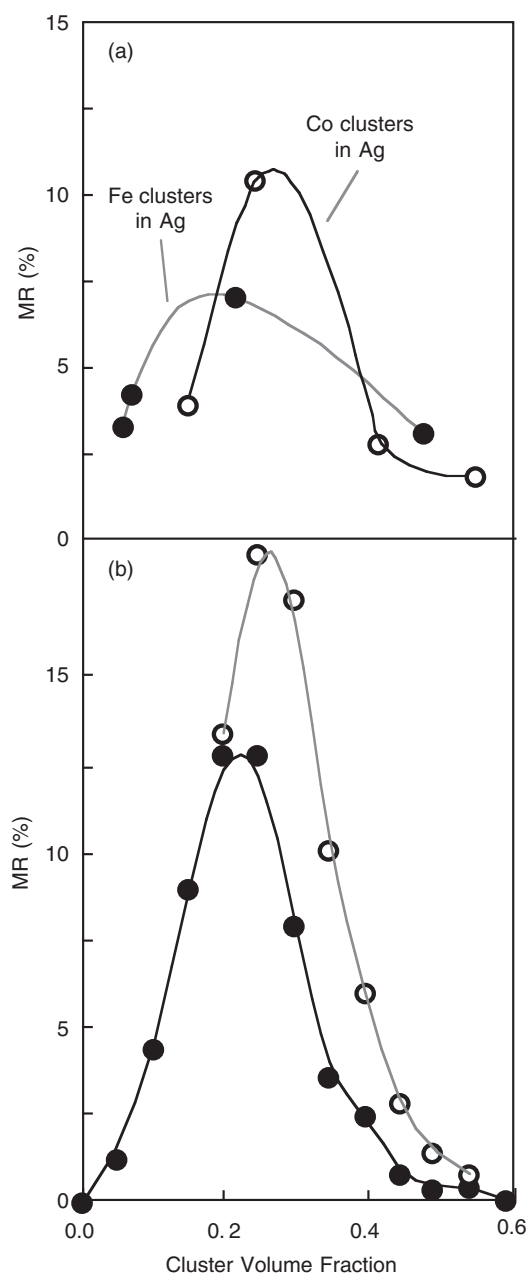 15
(a)
Co clusters
in Ag
Fe clusters
in Ag
10
MR (%)
5
0
(b)
15
MR (%)
10
5
0
0.0
0.2
0.4
0.6
Cluster Volume Fraction